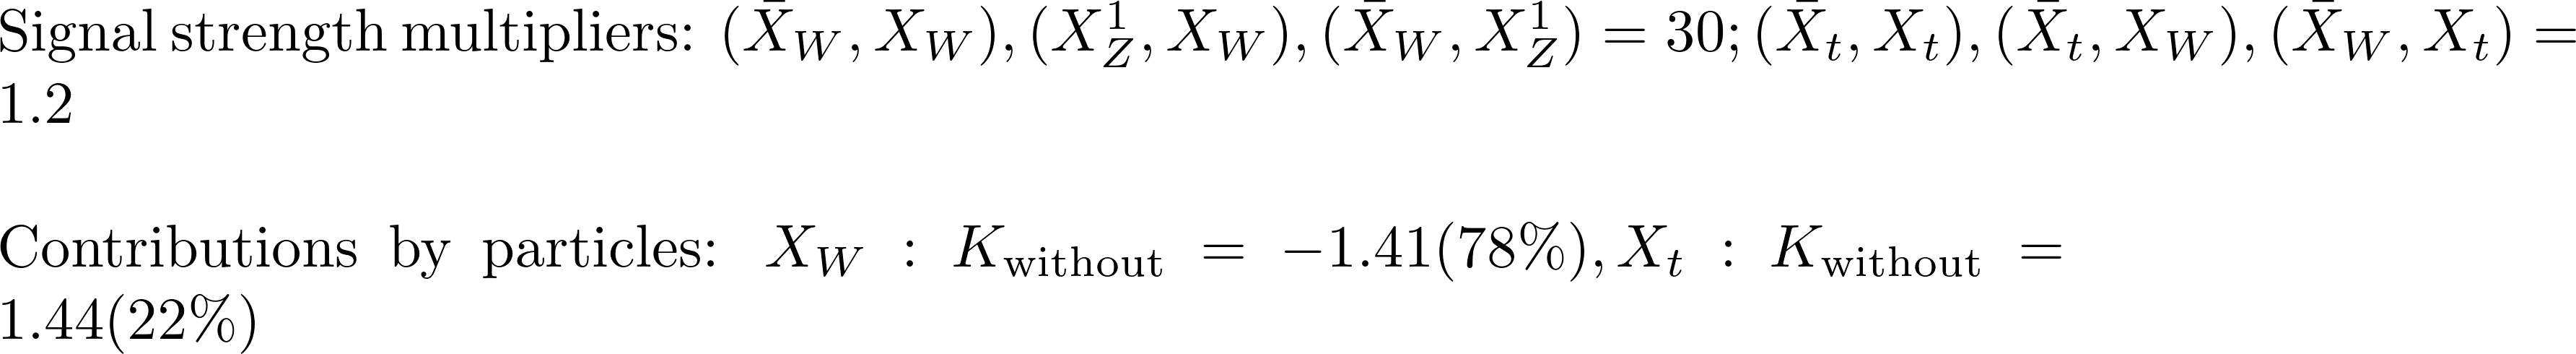 Signal strength multipliers: $(\bar{X}_W, X_W), (X_Z^1, X_W), (\bar{X}_W, X_Z^1) = 30; (\bar{X}_t, X_t), (\bar{X}_t, X_W), (\bar{X}_W, X_t) =$
1.2
Contributions by particles: $X_W : K_{\text{without}} = -1.41(78\%), X_t : K_{\text{without}} =$
1.44(22%)